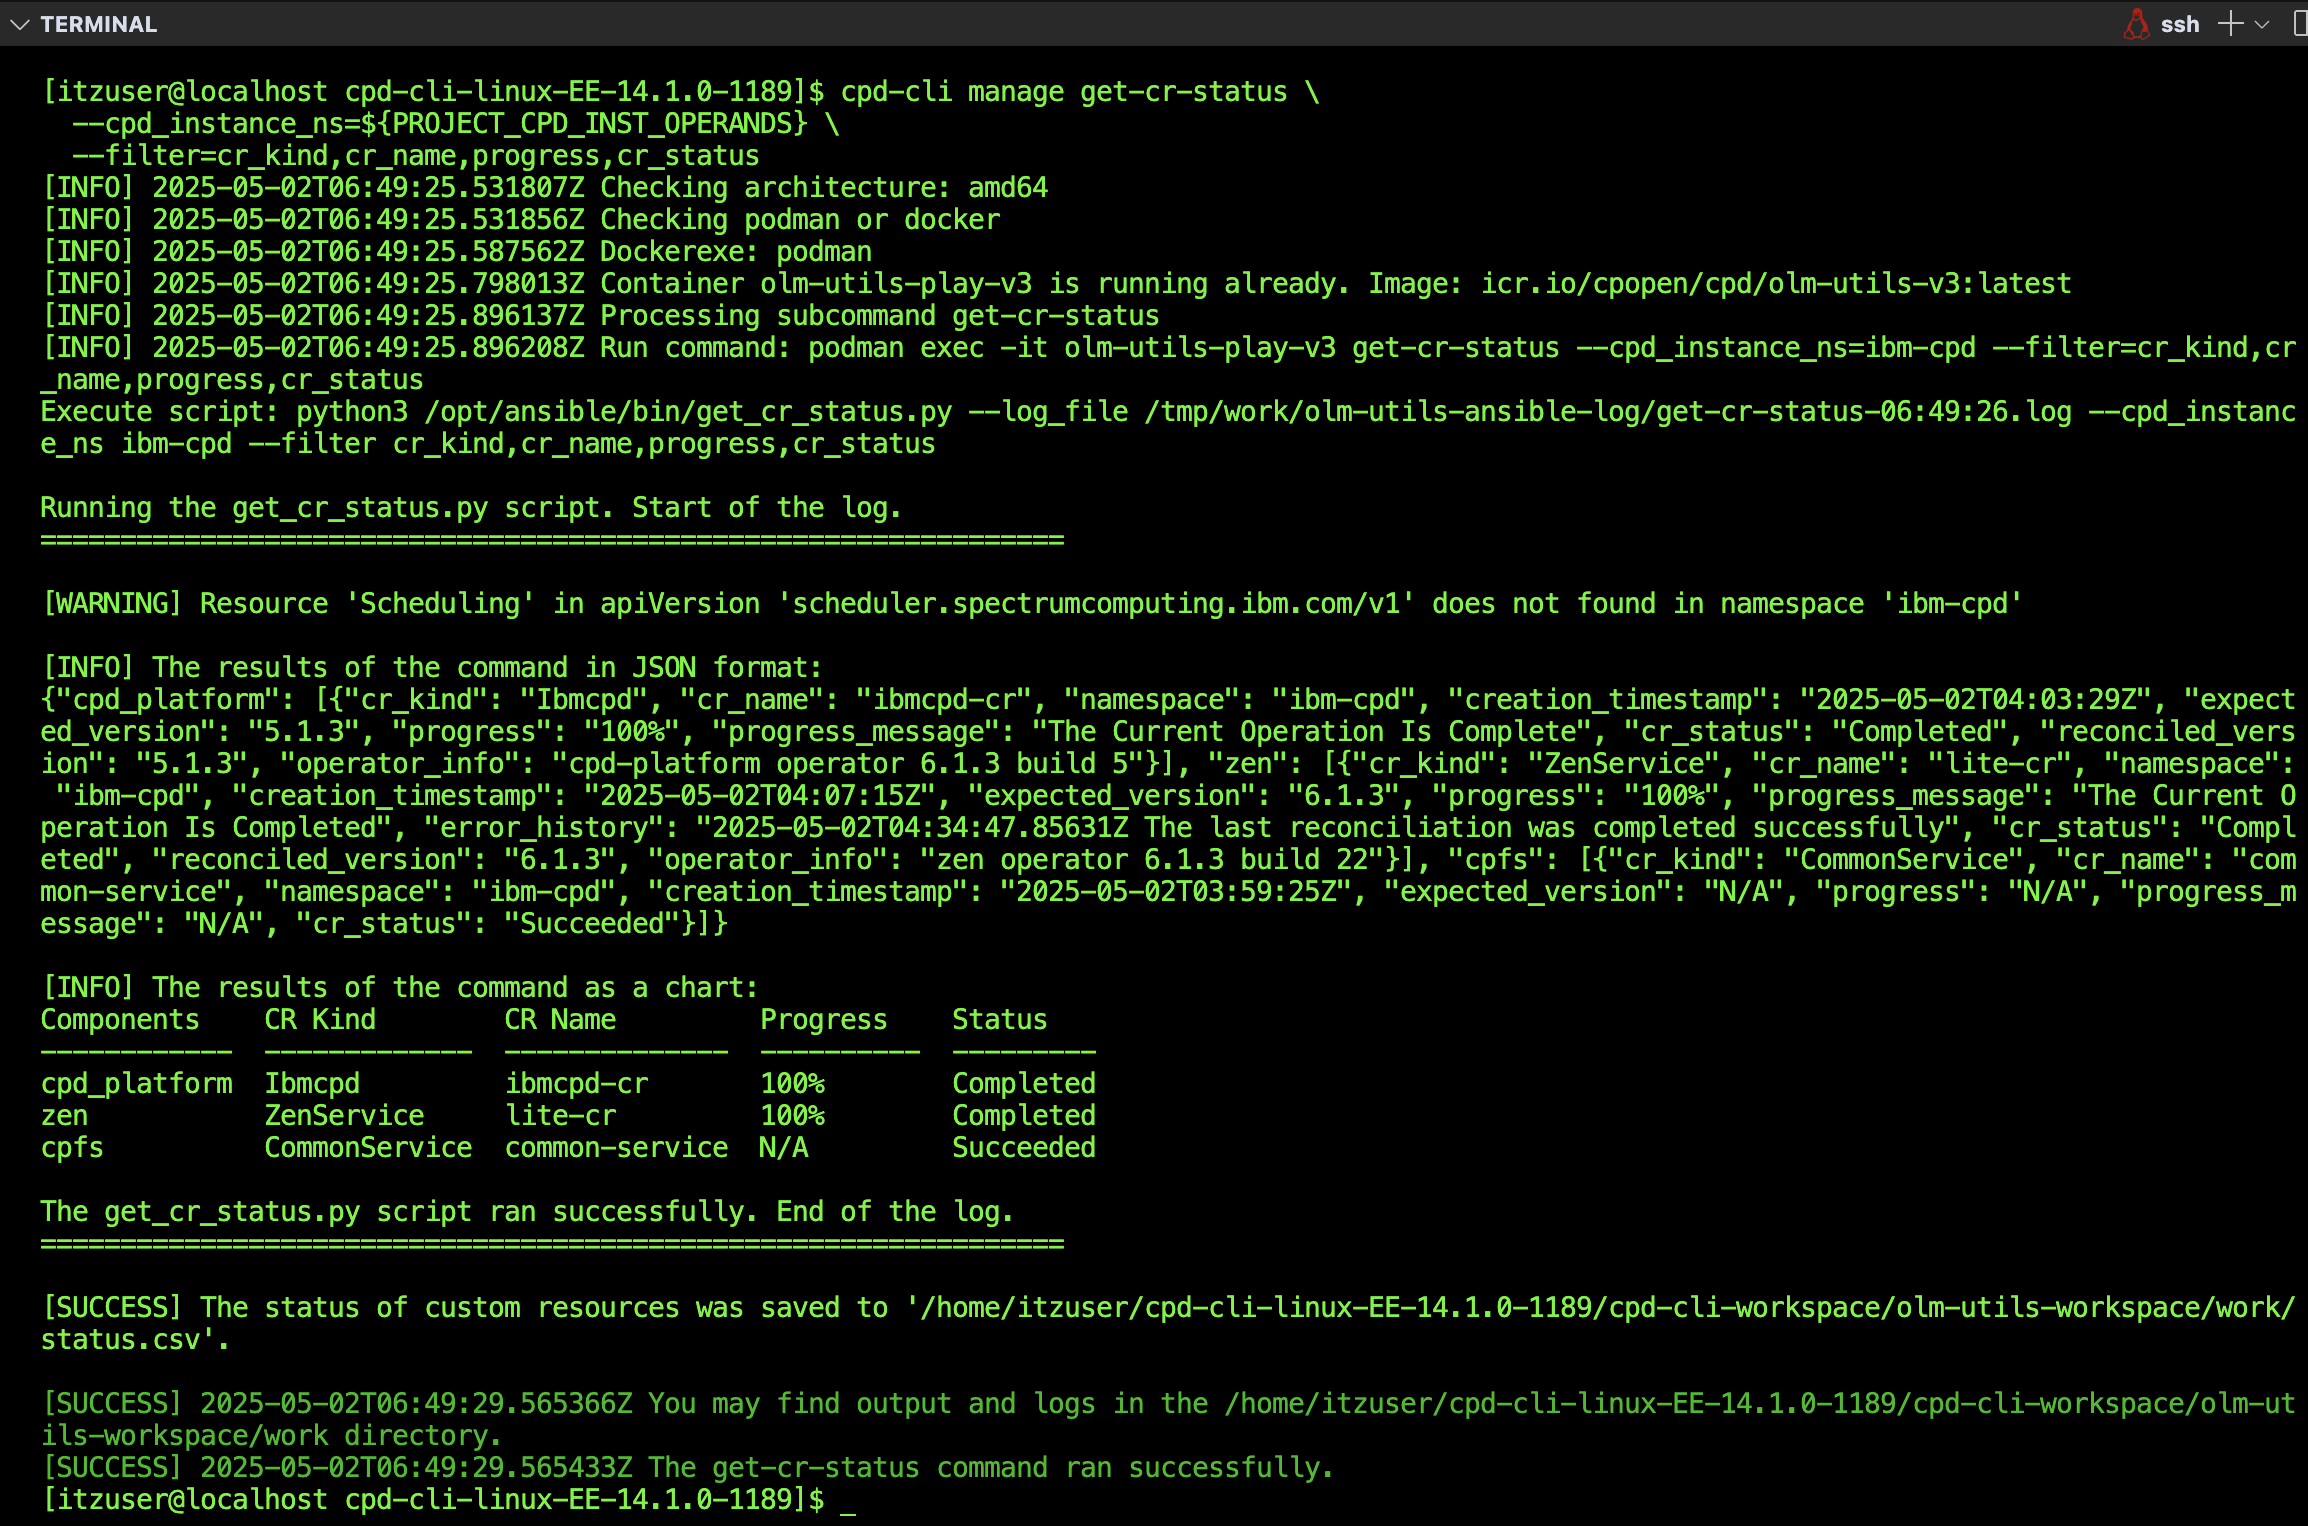 TERMINAL
ssh
[itzuser@localhost cpd-cli-linux-EE-14.1.0-1189]$ cpd-cli manage get-cr-status \
  --cpd_instance_ns=${PROJECT_CPD_INST_OPERANDS} \
  --filter=cr_kind,cr_name,progress,cr_status
[INFO] 2025-05-02T06:49:25.531807Z Checking architecture: amd64
[INFO] 2025-05-02T06:49:25.531856Z Checking podman or docker
[INFO] 2025-05-02T06:49:25.587562Z Dockerexe: podman
[INFO] 2025-05-02T06:49:25.798013Z Container olm-utils-play-v3 is running already. Image: icr.io/cpopen/cpd/olm-utils-v3:latest
[INFO] 2025-05-02T06:49:25.896137Z Processing subcommand get-cr-status
[INFO] 2025-05-02T06:49:25.896208Z Run command: podman exec -it olm-utils-play-v3 get-cr-status --cpd_instance_ns=ibm-cpd --filter=cr_kind,cr
_name,progress,cr_status
Execute script: python3 /opt/ansible/bin/get_cr_status.py --log_file /tmp/work/olm-utils-ansible-log/get-cr-status-06:49:26.log --cpd_instanc
e_ns ibm-cpd --filter cr_kind,cr_name,progress,cr_status
Running the get_cr_status.py script. Start of the log.
================================================================
[WARNING] Resource 'Scheduling' in apiVersion 'scheduler.spectrumcomputing.ibm.com/v1' does not found in namespace 'ibm-cpd'
[INFO] The results of the command in JSON format:
{"cpd_platform": [{"cr_kind": "Ibmcpd", "cr_name": "ibmcpd-cr", "namespace": "ibm-cpd", "creation_timestamp": "2025-05-02T04:03:29Z", "expect
ed_version": "5.1.3", "progress": "100%", "progress_message": "The Current Operation Is Complete", "cr_status": "Completed", "reconciled_vers
ion": "5.1.3", "operator_info": "cpd-platform operator 6.1.3 build 5"}], "zen": [{"cr_kind": "ZenService", "cr_name": "lite-cr", "namespace":
 "ibm-cpd", "creation_timestamp": "2025-05-02T04:07:15Z", "expected_version": "6.1.3", "progress": "100%", "progress_message": "The Current O
peration Is Completed", "error_history": "2025-05-02T04:34:47.85631Z The last reconciliation was completed successfully", "cr_status": "Compl
eted", "reconciled_version": "6.1.3", "operator_info": "zen operator 6.1.3 build 22"}], "cpfs": [{"cr_kind": "CommonService", "cr_name": "com
mon-service", "namespace": "ibm-cpd", "creation_timestamp": "2025-05-02T03:59:25Z", "expected_version": "N/A", "progress": "N/A", "progress_m
essage": "N/A", "cr_status": "Succeeded"}]}
[INFO] The results of the command as a chart:
Components    CR Kind        CR Name         Progress    Status
------------  -------------  --------------  ----------  ---------
cpd_platform  Ibmcpd         ibmcpd-cr       100%        Completed
zen           ZenService     lite-cr         100%        Completed
cpfs          CommonService  common-service  N/A         Succeeded
The get_cr_status.py script ran successfully. End of the log.
================================================================
[SUCCESS] The status of custom resources was saved to '/home/itzuser/cpd-cli-linux-EE-14.1.0-1189/cpd-cli-workspace/olm-utils-workspace/work/
status.csv'.
[SUCCESS] 2025-05-02T06:49:29.565366Z You may find output and logs in the /home/itzuser/cpd-cli-linux-EE-14.1.0-1189/cpd-cli-workspace/olm-ut
ils-workspace/work directory.
[SUCCESS] 2025-05-02T06:49:29.565433Z The get-cr-status command ran successfully.
[itzuser@localhost cpd-cli-linux-EE-14.1.0-1189]$ _